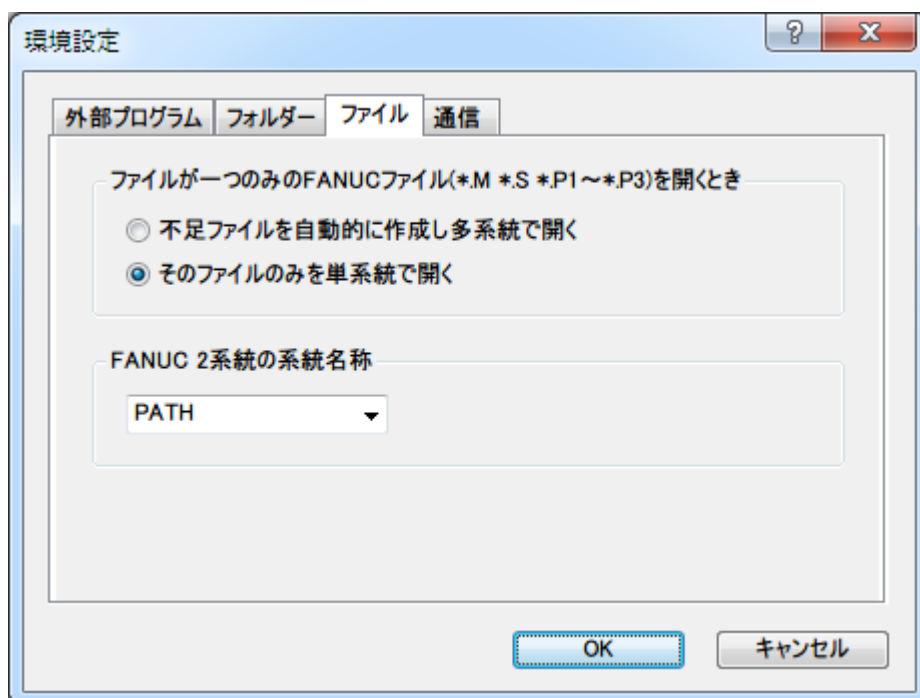 環境設定
外部プログラム フォルダー ファイル 通信
ファイルが一つのみのFANUCファイル(*.M *.S *.P1～*.P3)を開くとき
不足ファイルを自動的に作成し多系統で開く
そのファイルのみを単系統で開く
FANUC 2系統の系統名称
PATH
OK キャンセル